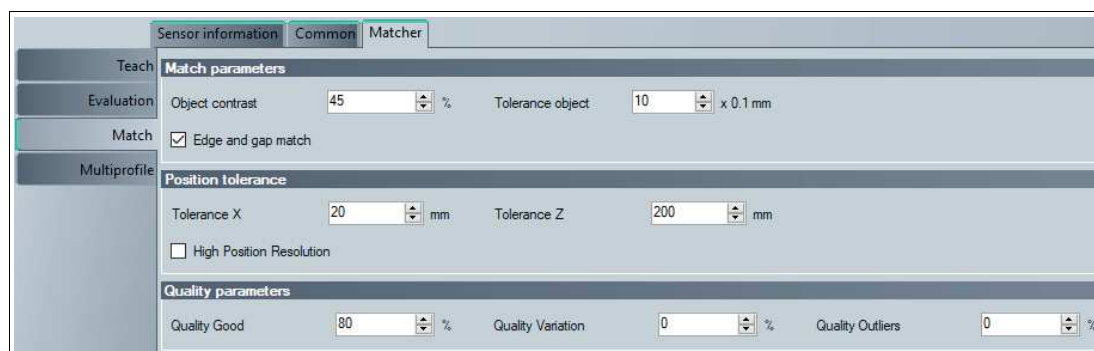 Sensor information Common Matcher
Teach
Evaluation
Match
Multiprofile
Match parameters
Object contrast 45 % Tolerance object 10 x 0.1 mm
Edge and gap match
Position tolerance
Tolerance X 20 mm Tolerance Z 200 mm
High Position Resolution
Quality parameters
Quality Good 80 % Quality Variation 0 % Quality Outliers 0 %